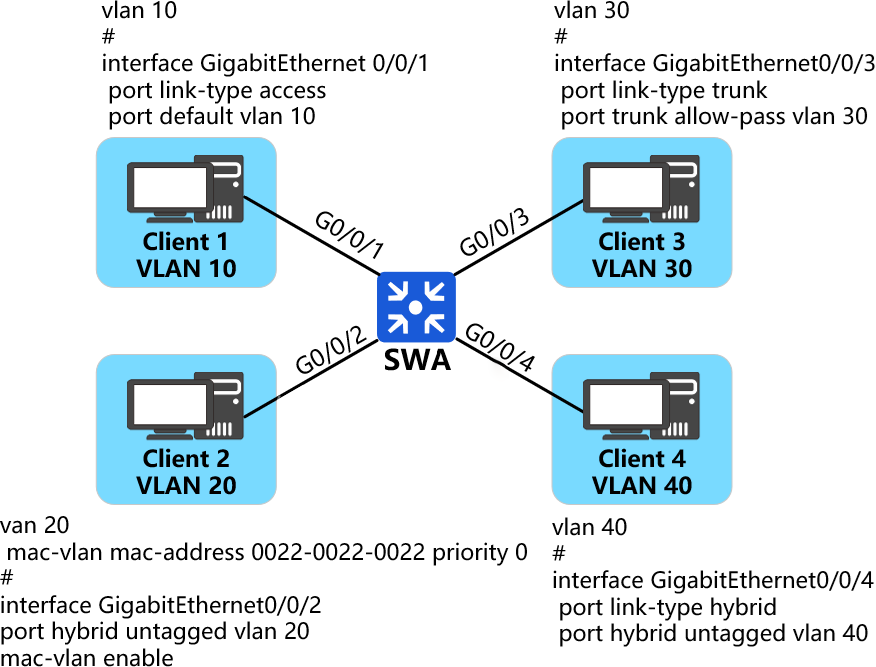 vlan 10
#
interface GigabitEthernet 0/0/1
port link-type access
port default vlan 10
vlan 30
#
interface GigabitEthernet0/0/3
port link-type trunk
port trunk allow-pass vlan 30
Client 1
VLAN 10
Client 3
VLAN 30
G0/0/1
G0/0/3
G0/0/2
G0/0/4
SWA
Client 2
VLAN 20
Client 4
VLAN 40
van 20
mac-vlan mac-address 0022-0022-0022 priority 0
#
interface GigabitEthernet0/0/2
port hybrid untagged vlan 20
mac-vlan enable
vlan 40
#
interface GigabitEthernet0/0/4
port link-type hybrid
port hybrid untagged vlan 40